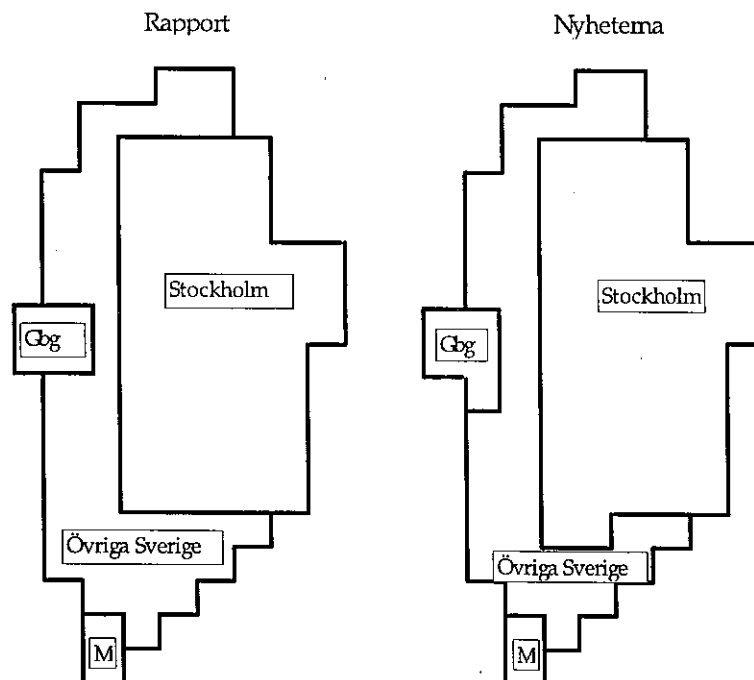 Rapport
Nyheterna
Stockholm
Stockholm
Gbg
Gbg
Övriga Sverige
Övriga Sverige
M
M